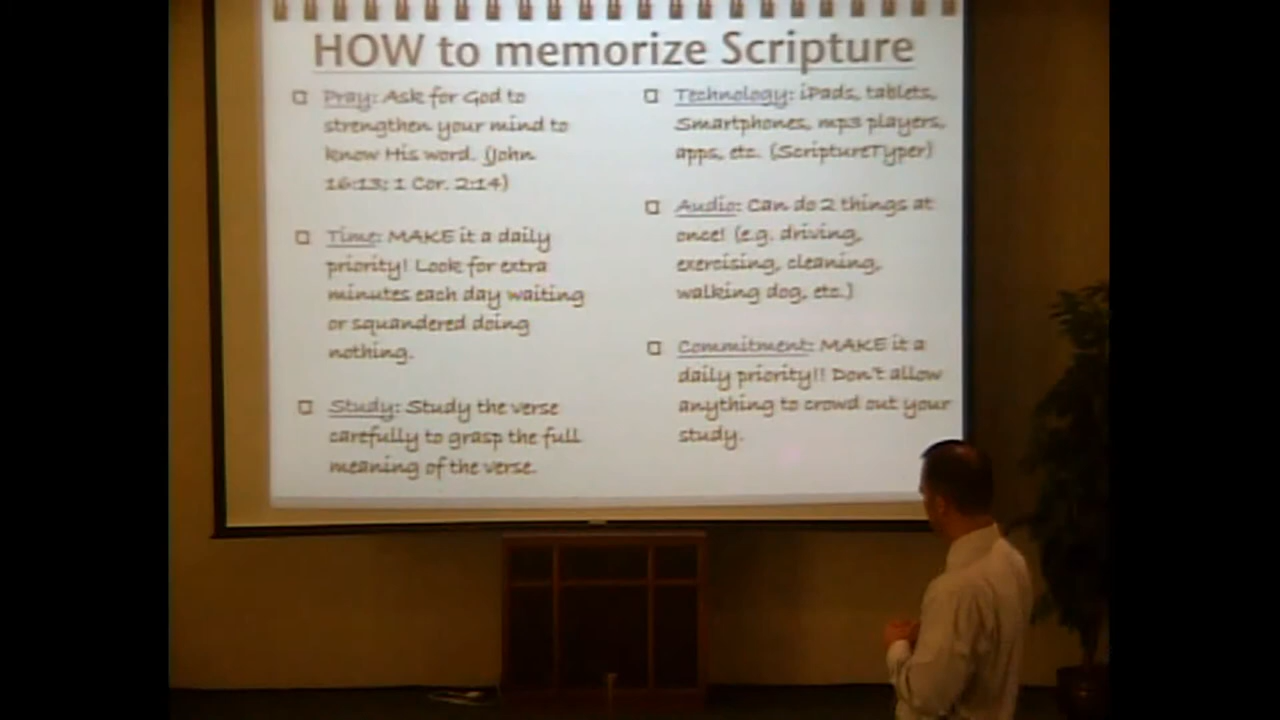 HOW to memorize Scripture
Pray: Ask for God to
strengthen your mind to
know His word. (John
16:13; 1 Cor. 2:14)
Time: MAKE it a daily
priority! Look for extra
minutes each day waiting
or squandered doing
nothing.
Study: Study the verse
carefully to grasp the full
meaning of the verse.
Technology: iPads, tablets,
Smartphones, mp3 players,
apps, etc. (ScriptureTyper)
Audio: Can do 2 things at
once! (e.g. driving,
exercising, cleaning,
walking dog, etc.)
Commitment: MAKE it a
daily priority!! Don't allow
anything to crowd out your
study.